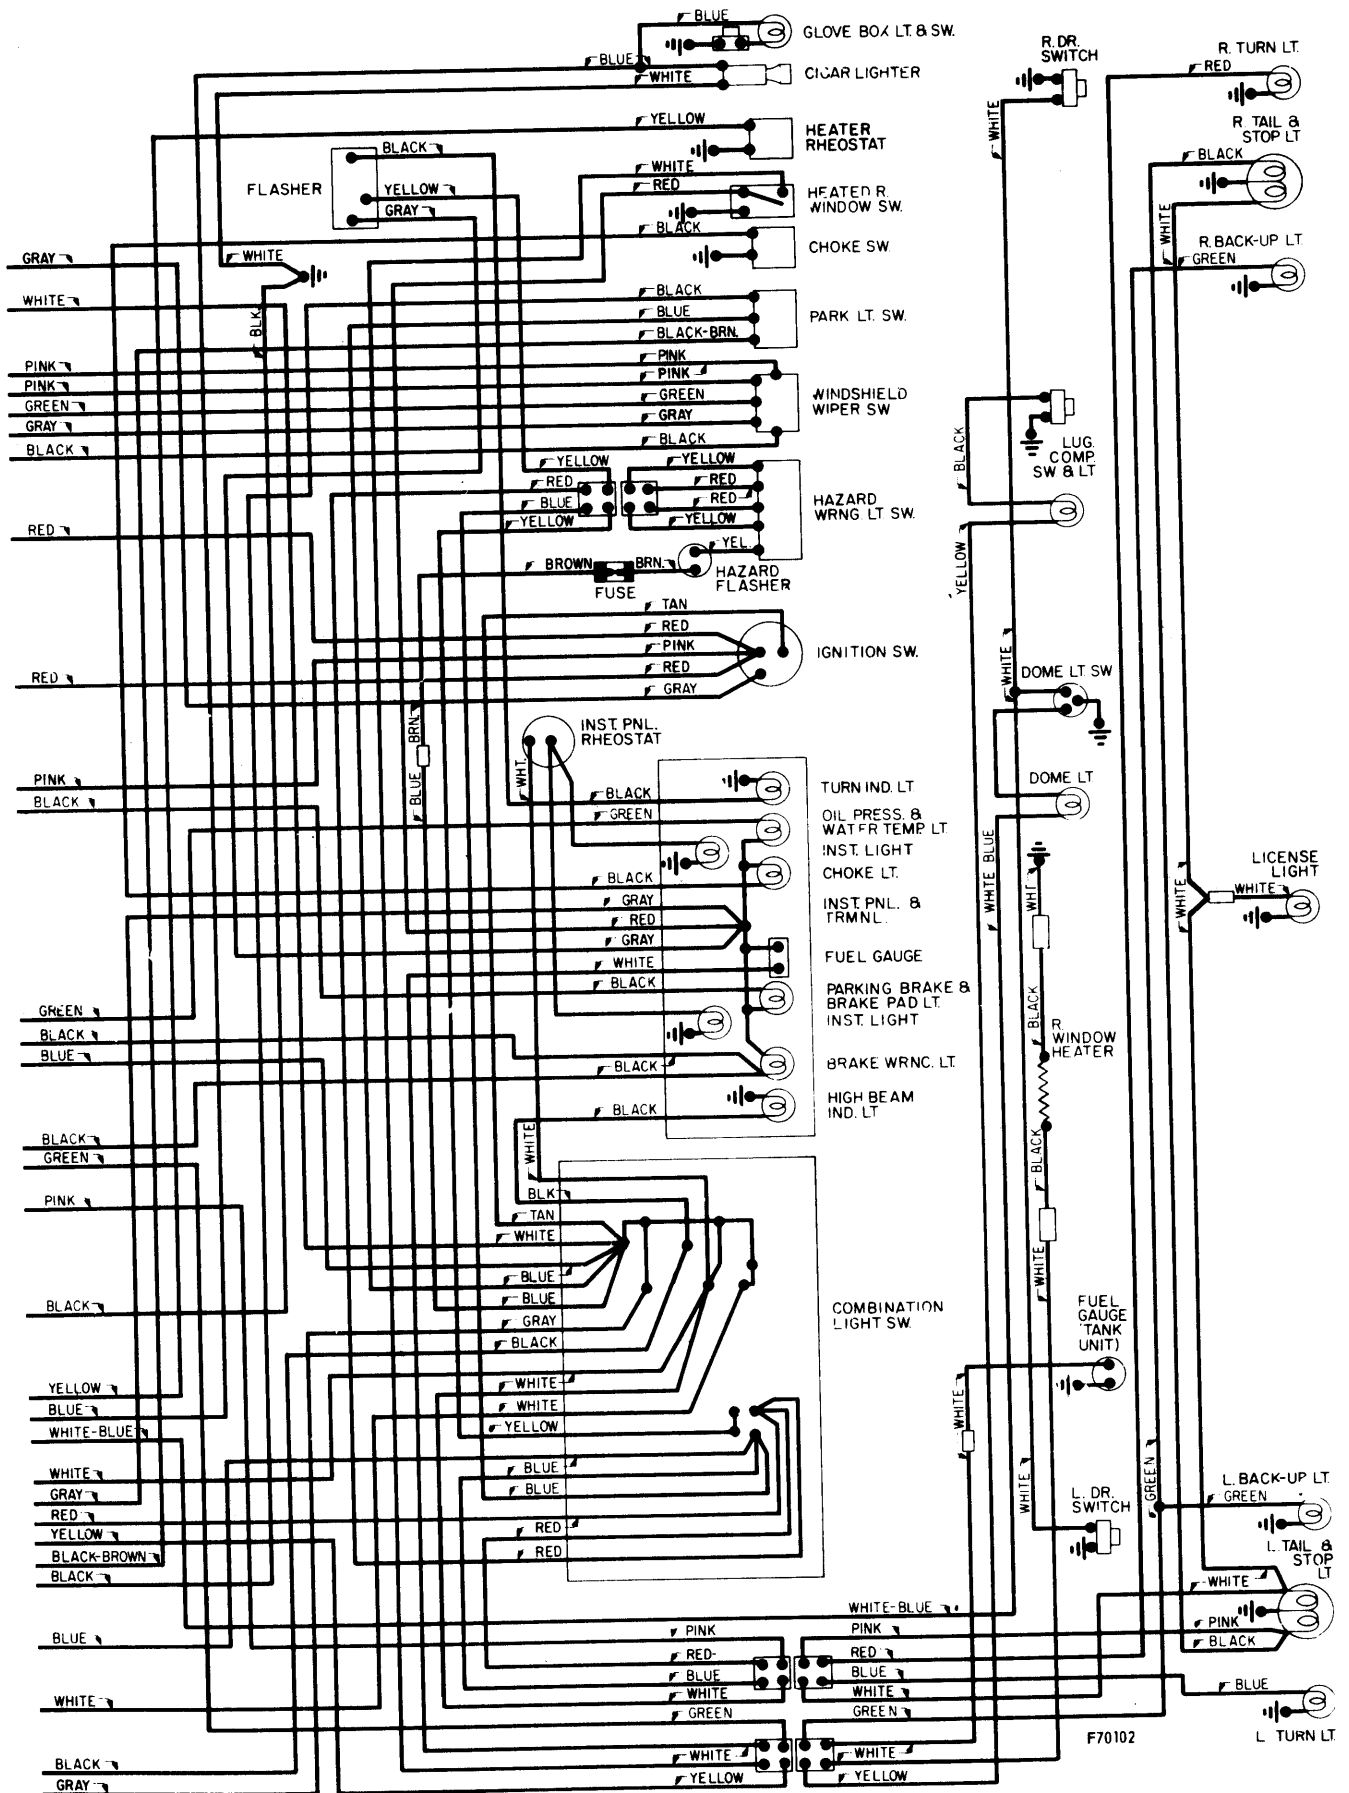 BLUE
GLOVE BOX LT. & SW.
BLUE
WHITE
CIGAR LIGHTER
R. DR.
SWITCH
R. TURN LT.
RED
YELLOW
HEATER
RHEOSTAT
WHITE
R. TAIL &
STOP LT
BLACK
BLACK
FLASHER
YELLOW
GRAY
WHITE
RED
HEATED R.
WINDOW SW.
WHITE
BLACK
CHOKE SW.
R. BACK-UP LT.
GREEN
GRAY
WHITE
WHITE
BLK
BLACK
BLUE
BLACK-BRN.
PARK LT. SW.
PINK
PINK
PINK
PINK
GREEN
GREEN
GRAY
GRAY
BLACK
BLACK
WINDSHIELD
WIPER SW
BLACK
LUG.
COMP.
SW & LT
YELLOW
RED
BLUE
YELLOW
YELLOW
RED
RED
YELLOW
HAZARD
WRNG. LT SW.
RED
YEL.
BROWN
BRN.
FUSE
HAZARD
FLASHER
YELLOW
TAN
RED
PINK
RED
GRAY
IGNITION SW.
RED
WHITE
DOME LT SW
BRN.
BLUE
INST. PNL.
RHEOSTAT
WHT.
PINK
BLACK
BLACK
TURN IND. LT.
DOME LT
GREEN
OIL PRESS. &
WATER TEMP LT.
INST. LIGHT
WHITE BLUE
BLACK
CHOKE LT.
WHT
LICENSE
LIGHT
WHITE
WHITE
GRAY
RED
GRAY
INST. PNL. &
TRMNL.
WHITE
FUEL GAUGE
BLACK
PARKING BRAKE &
BRAKE PAD LT.
INST. LIGHT
BLACK
GREEN
BLACK
BLUE
R.
WINDOW
HEATER
BLACK
BRAKE WRNG. LT.
BLACK
HIGH BEAM
IND. LT
BLACK
GREEN
WHITE
BLACK
PINK
BLK
TAN
WHITE
BLUE
BLUE
WHITE
BLACK
GRAY
BLACK
COMBINATION
LIGHT SW.
FUEL
GAUGE
TANK
UNIT)
YELLOW
BLUE
WHITE-BLUE
WHITE
WHITE
YELLOW
WHITE
WHITE
GRAY
RED
YELLOW
BLACK-BROWN
BLACK
BLUE
BLUE
RED
RED
GREEN
WHITE
L. DR.
SWITCH
L. BACK-UP LT.
GREEN
L. TAIL &
STOP
LT
WHITE
WHITE-BLUE
BLUE
PINK
PINK
PINK
RED
RED
BLACK
BLUE
BLUE
BLUE
WHITE
WHITE
WHITE
GREEN
GREEN
F70102
L. TURN LT.
BLACK
WHITE
WHITE
GRAY
YELLOW
YELLOW